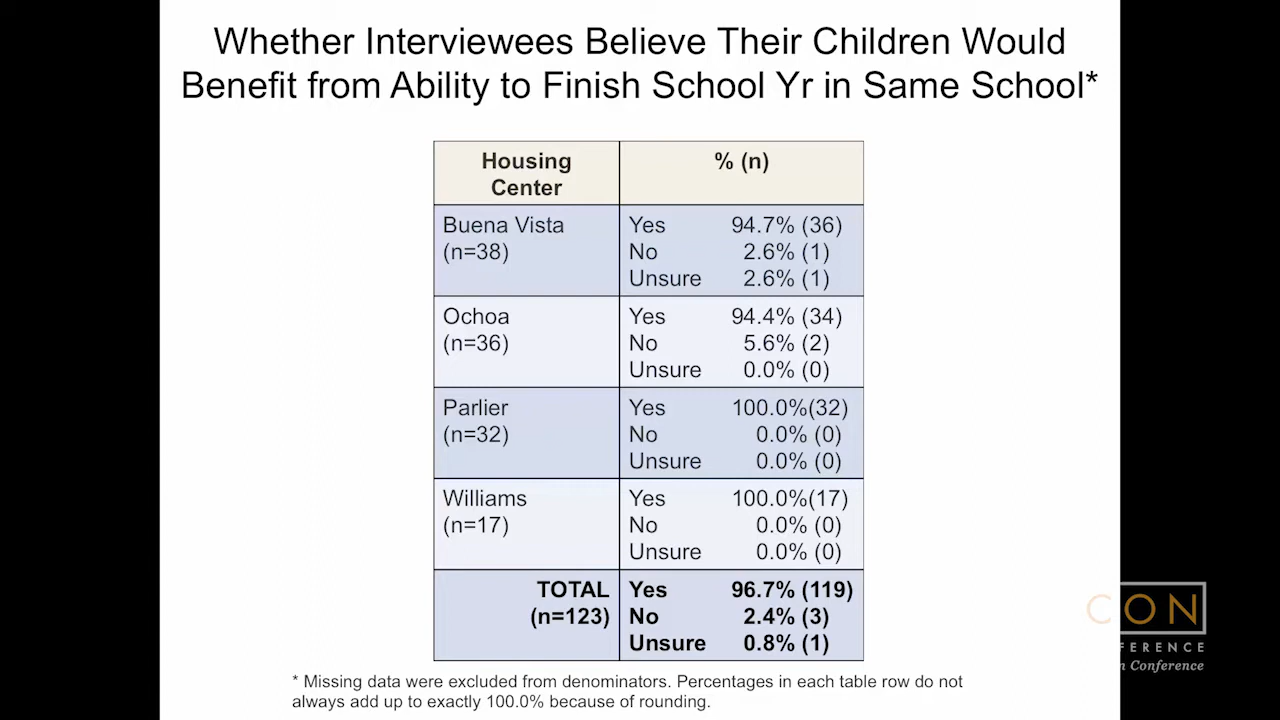 Whether Interviewees Believe Their Children Would
Benefit from Ability to Finish School Yr in Same School*
Housing Center
% (n)
Buena Vista
(n=38)
Yes 94.7% (36)
No 2.6% (1)
Unsure 2.6% (1)
Ochoa
(n=36)
Yes 94.4% (34)
No 5.6% (2)
Unsure 0.0% (0)
Parlier
(n=32)
Yes 100.0%(32)
No 0.0% (0)
Unsure 0.0% (0)
Williams
(n=17)
Yes 100.0%(17)
No 0.0% (0)
Unsure 0.0% (0)
TOTAL
(n=123)
Yes 96.7% (119)
No 2.4% (3)
Unsure 0.8% (1)
* Missing data were excluded from denominators. Percentages in each table row do not
always add up to exactly 100.0% because of rounding.
CON
FERENCE
n Conference